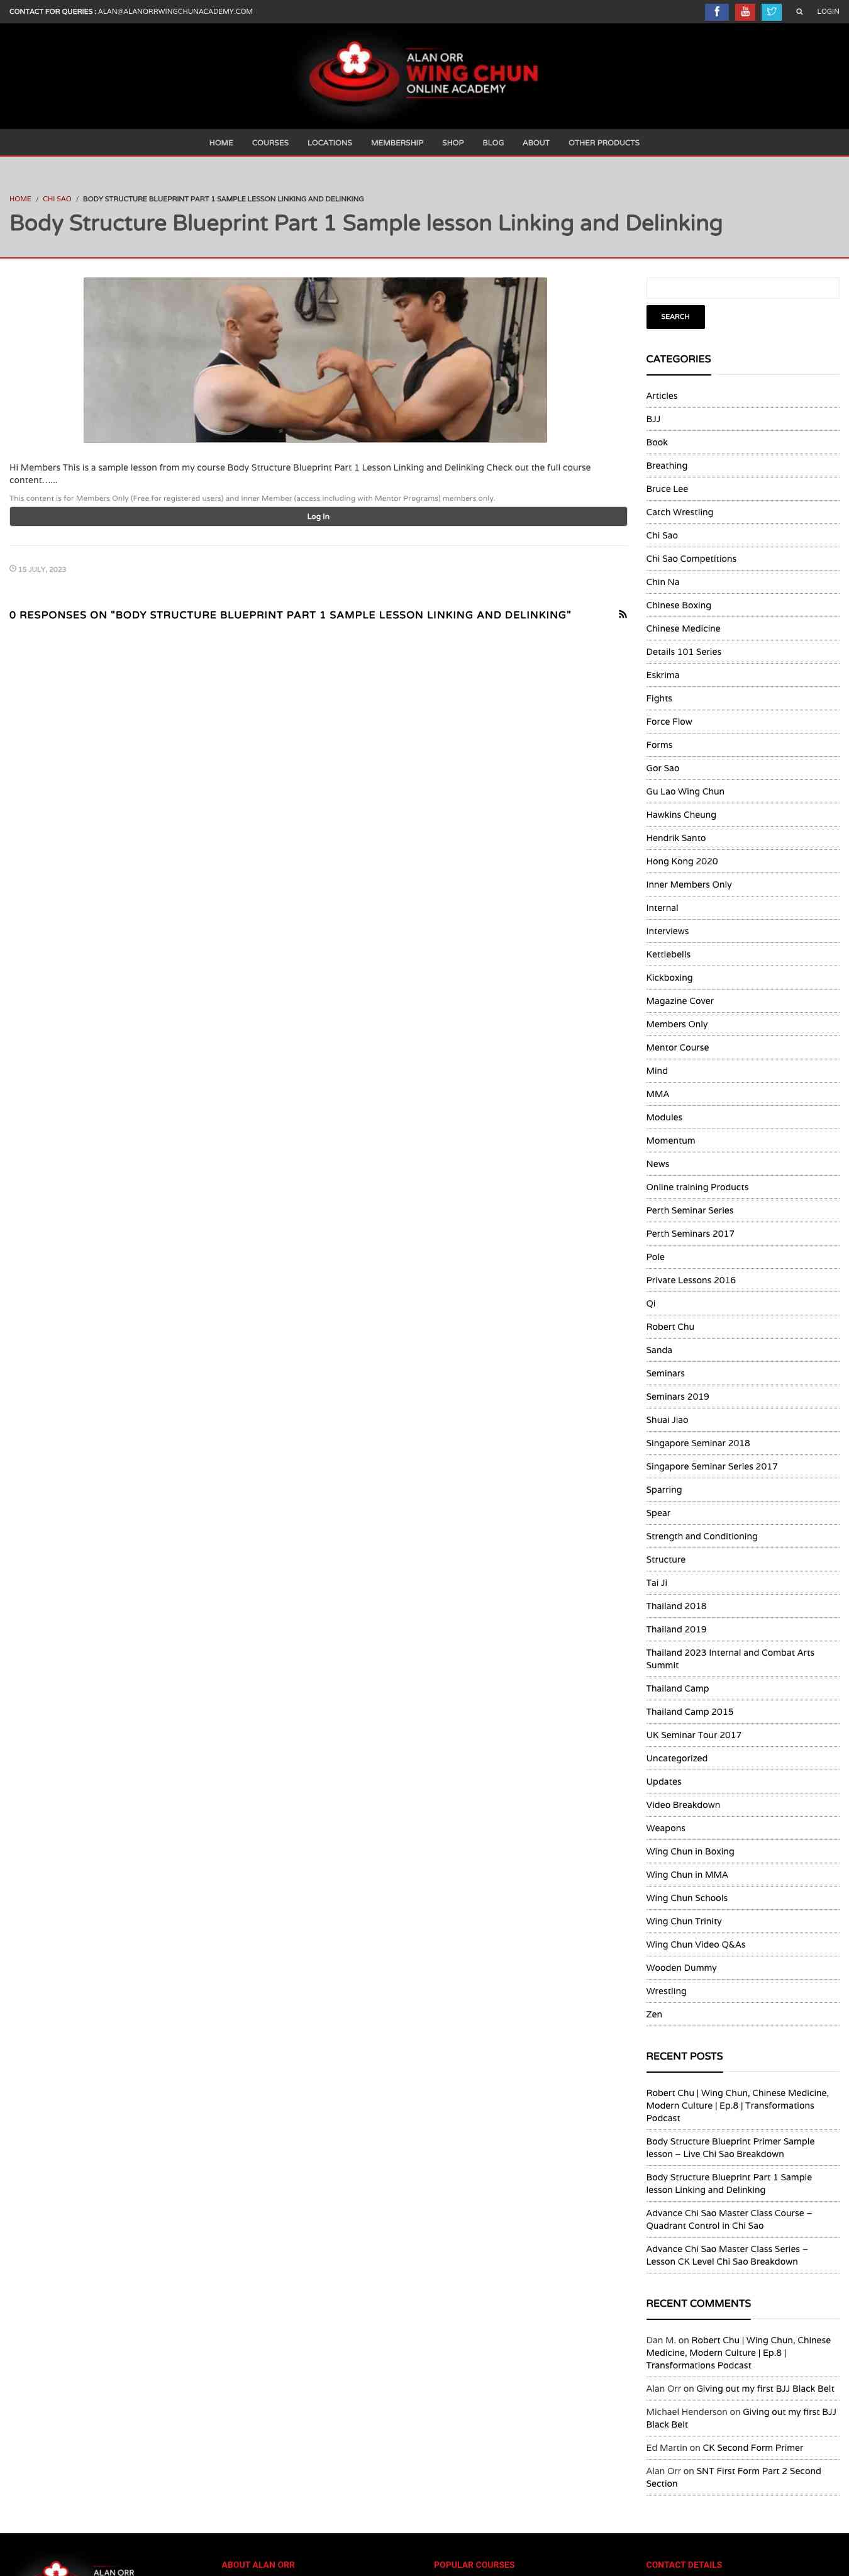 CONTACT FOR QUERIES : ALAN@ALANORRWINGCHUNACADEMY.COM
LOGIN
ALAN ORR
WING CHUN
ONLINE ACADEMY
HOME COURSES LOCATIONS MEMBERSHIP SHOP BLOG ABOUT OTHER PRODUCTS
HOME / CHI SAO / BODY STRUCTURE BLUEPRINT PART 1 SAMPLE LESSON LINKING AND DELINKING
Body Structure Blueprint Part 1 Sample lesson Linking and Delinking
Hi Members This is a sample lesson from my course Body Structure Blueprint Part 1 Lesson Linking and Delinking Check out the full course
content…...
This content is for Members Only (Free for registered users) and Inner Member (access including with Mentor Programs) members only.
Log In
15 JULY, 2023
0 RESPONSES ON "BODY STRUCTURE BLUEPRINT PART 1 SAMPLE LESSON LINKING AND DELINKING"
SEARCH
CATEGORIES
Articles
BJJ
Book
Breathing
Bruce Lee
Catch Wrestling
Chi Sao
Chi Sao Competitions
Chin Na
Chinese Boxing
Chinese Medicine
Details 101 Series
Eskrima
Fights
Force Flow
Forms
Gor Sao
Gu Lao Wing Chun
Hawkins Cheung
Hendrik Santo
Hong Kong 2020
Inner Members Only
Internal
Interviews
Kettlebells
Kickboxing
Magazine Cover
Members Only
Mentor Course
Mind
MMA
Modules
Momentum
News
Online training Products
Perth Seminar Series
Perth Seminars 2017
Pole
Private Lessons 2016
Qi
Robert Chu
Sanda
Seminars
Seminars 2019
Shuai Jiao
Singapore Seminar 2018
Singapore Seminar Series 2017
Sparring
Spear
Strength and Conditioning
Structure
Tai Ji
Thailand 2018
Thailand 2019
Thailand 2023 Internal and Combat Arts
Summit
Thailand Camp
Thailand Camp 2015
UK Seminar Tour 2017
Uncategorized
Updates
Video Breakdown
Weapons
Wing Chun in Boxing
Wing Chun in MMA
Wing Chun Schools
Wing Chun Trinity
Wing Chun Video Q&As
Wooden Dummy
Wrestling
Zen
RECENT POSTS
Robert Chu | Wing Chun, Chinese Medicine,
Modern Culture | Ep.8 | Transformations
Podcast
Body Structure Blueprint Primer Sample
lesson – Live Chi Sao Breakdown
Body Structure Blueprint Part 1 Sample
lesson Linking and Delinking
Advance Chi Sao Master Class Course –
Quadrant Control in Chi Sao
Advance Chi Sao Master Class Series –
Lesson CK Level Chi Sao Breakdown
RECENT COMMENTS
Dan M. on Robert Chu | Wing Chun, Chinese
Medicine, Modern Culture | Ep.8 |
Transformations Podcast
Alan Orr on Giving out my first BJJ Black Belt
Michael Henderson on Giving out my first BJJ
Black Belt
Ed Martin on CK Second Form Primer
Alan Orr on SNT First Form Part 2 Second
Section
ALAN ORR
ABOUT ALAN ORR
POPULAR COURSES
CONTACT DETAILS